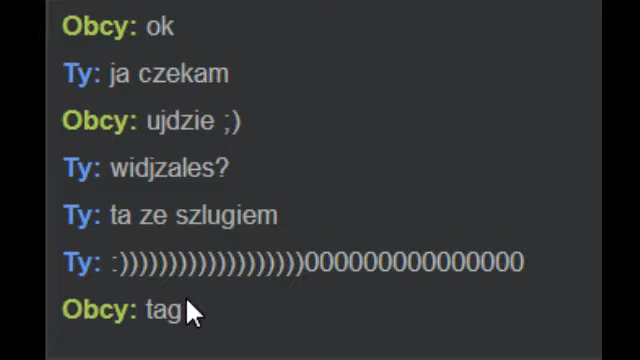 Obcy: ok
Ty: ja czekam
Obcy: ujdzie ;)
Ty: widjzales?
Ty: ta ze szlugiem
Ty: :)))))))))))))))))))000000000000000
Obcy: tag